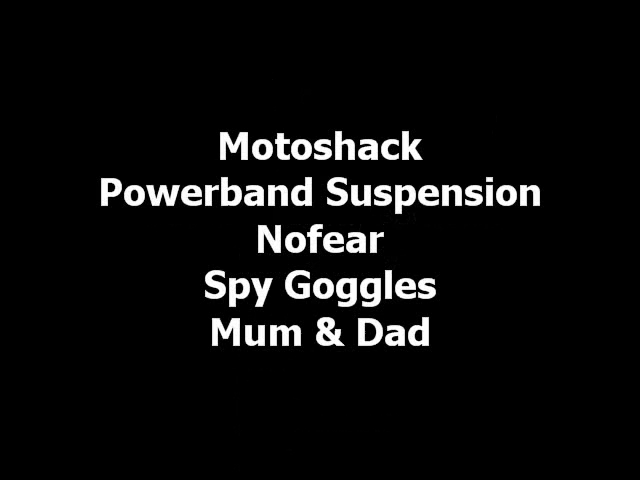 Motoshack
Powerband Suspension
Nofear
Spy Goggles
Mum & Dad